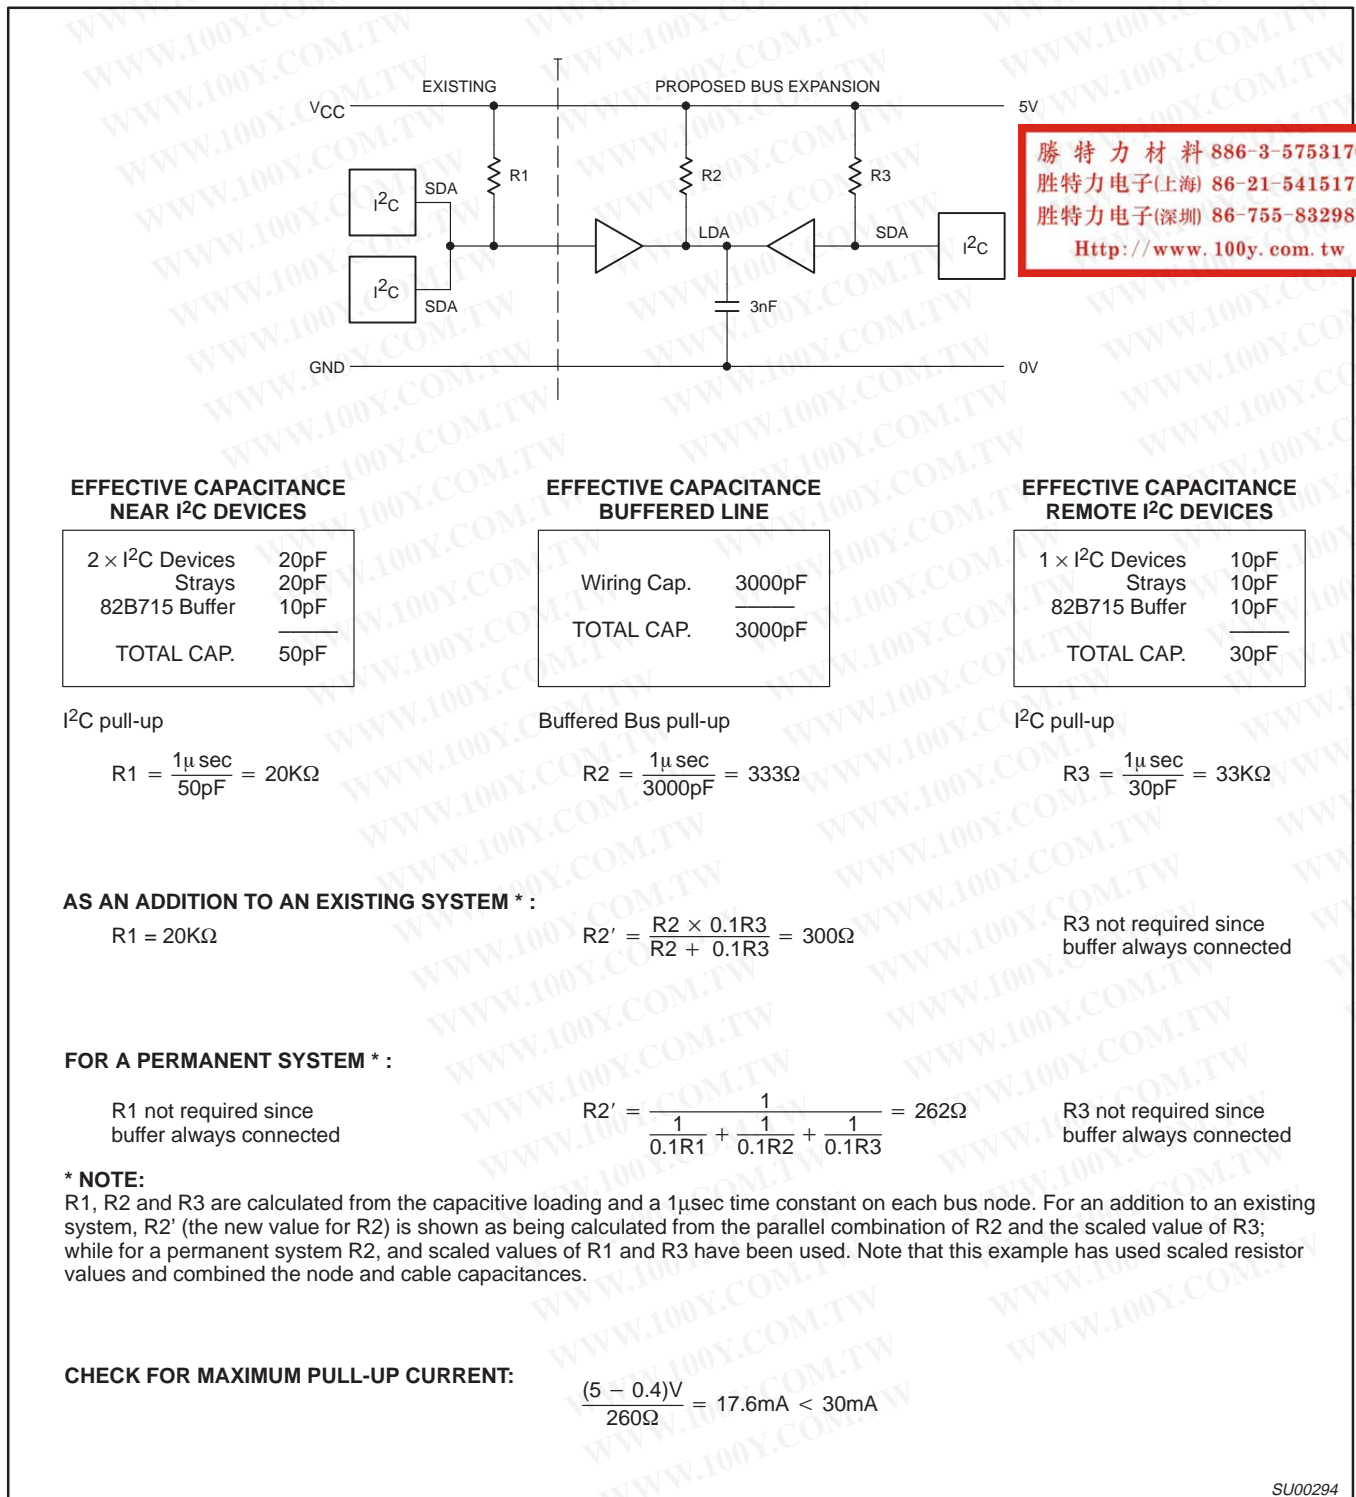 EXISTING
PROPOSED BUS EXPANSION
VCC
5V
R1
R2
R3
I2C
SDA
LDA
SDA
I2C
I2C
SDA
3nF
GND
0V
勝 特 力 材 料 886-3-575317
胜特力电子(上海) 86-21-541517
胜特力电子(深圳) 86-755-83298
Http://www.100y.com.tw
EFFECTIVE CAPACITANCE
NEAR I2C DEVICES
2 × I2C Devices 20pF
Strays 20pF
82B715 Buffer 10pF
TOTAL CAP. 50pF
I2C pull-up
R1 = 1μ sec / 50pF = 20KΩ
EFFECTIVE CAPACITANCE
BUFFERED LINE
Wiring Cap. 3000pF
TOTAL CAP. 3000pF
Buffered Bus pull-up
R2 = 1μ sec / 3000pF = 333Ω
EFFECTIVE CAPACITANCE
REMOTE I2C DEVICES
1 × I2C Devices 10pF
Strays 10pF
82B715 Buffer 10pF
TOTAL CAP. 30pF
I2C pull-up
R3 = 1μ sec / 30pF = 33KΩ
AS AN ADDITION TO AN EXISTING SYSTEM * :
R1 = 20KΩ
R2′ = R2 × 0.1R3 / R2 + 0.1R3 = 300Ω
R3 not required since
buffer always connected
FOR A PERMANENT SYSTEM * :
R1 not required since
buffer always connected
R2′ = 1 / 1/0.1R1 + 1/0.1R2 + 1/0.1R3 = 262Ω
R3 not required since
buffer always connected
* NOTE:
R1, R2 and R3 are calculated from the capacitive loading and a 1μsec time constant on each bus node. For an addition to an existing
system, R2' (the new value for R2) is shown as being calculated from the parallel combination of R2 and the scaled value of R3;
while for a permanent system R2, and scaled values of R1 and R3 have been used. Note that this example has used scaled resistor
values and combined the node and cable capacitances.
CHECK FOR MAXIMUM PULL-UP CURRENT:
(5 − 0.4)V / 260Ω = 17.6mA < 30mA
SU00294
WWW.100Y.COM.TW